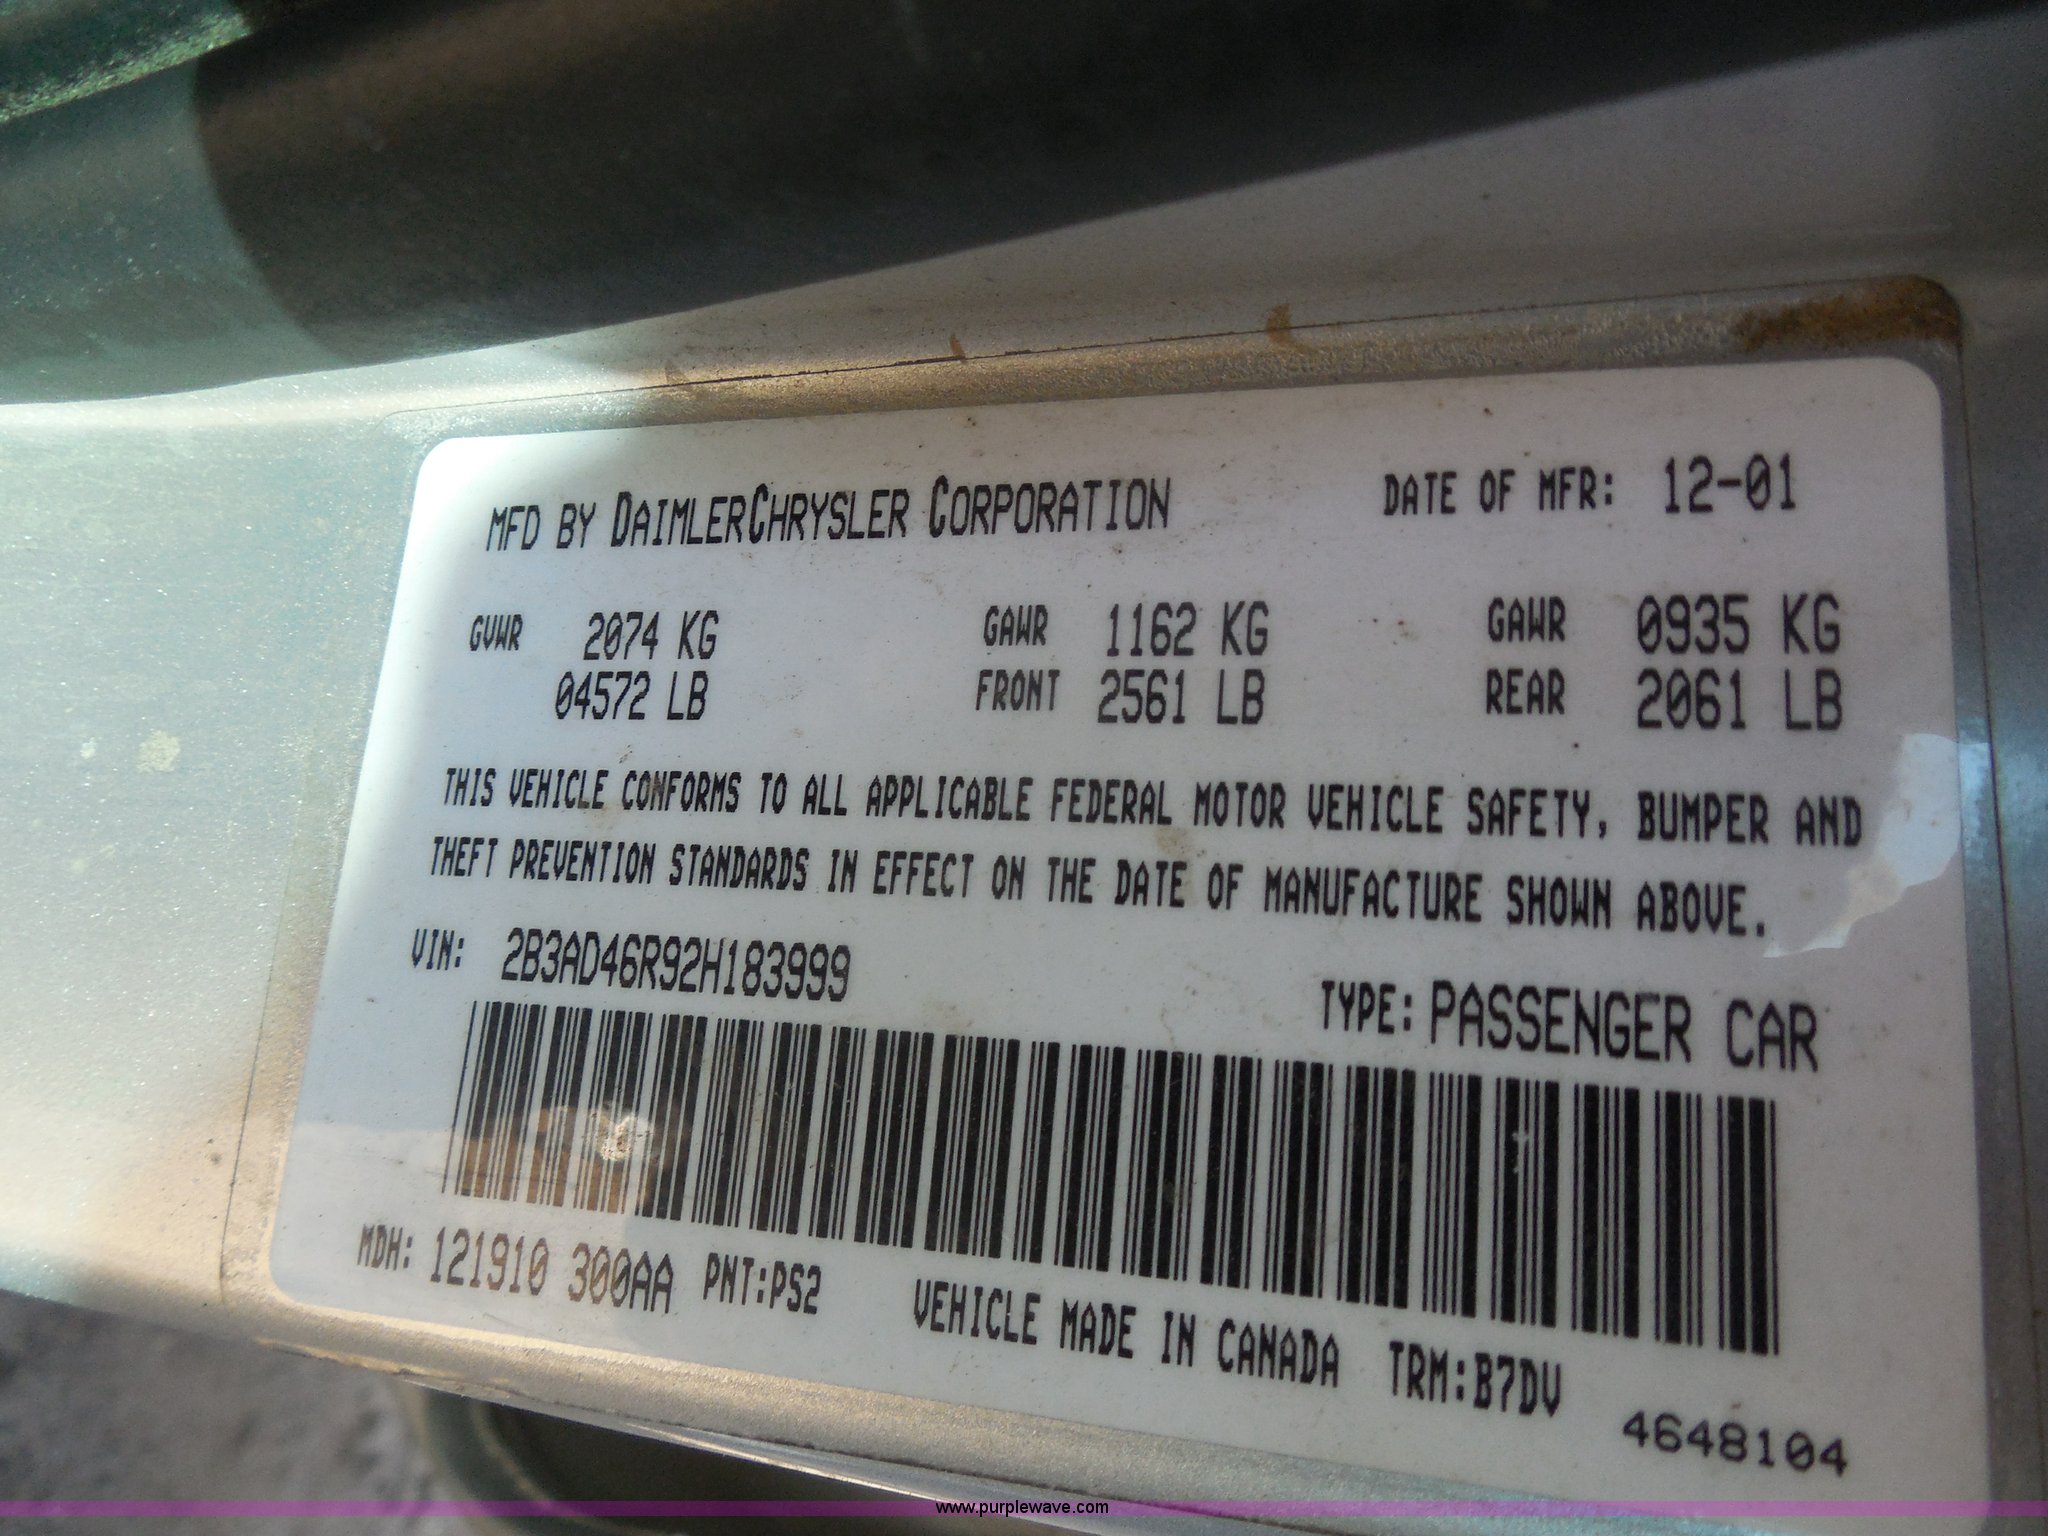 MFD BY DAIMLERCHRYSLER CORPORATION DATE OF MFR: 12-01
GVWR 2074 KG GAWR 1162 KG GAWR 0935 KG
04572 LB FRONT 2561 LB REAR 2061 LB
THIS VEHICLE CONFORMS TO ALL APPLICABLE FEDERAL MOTOR VEHICLE SAFETY, BUMPER AND
THEFT PREVENTION STANDARDS IN EFFECT ON THE DATE OF MANUFACTURE SHOWN ABOVE.
VIN: 2B3AD46R92H183999 TYPE: PASSENGER CAR
MDH: 121910 300AA PNT:PS2 VEHICLE MADE IN CANADA TRM:B7DV
4648104
www.purplewave.com